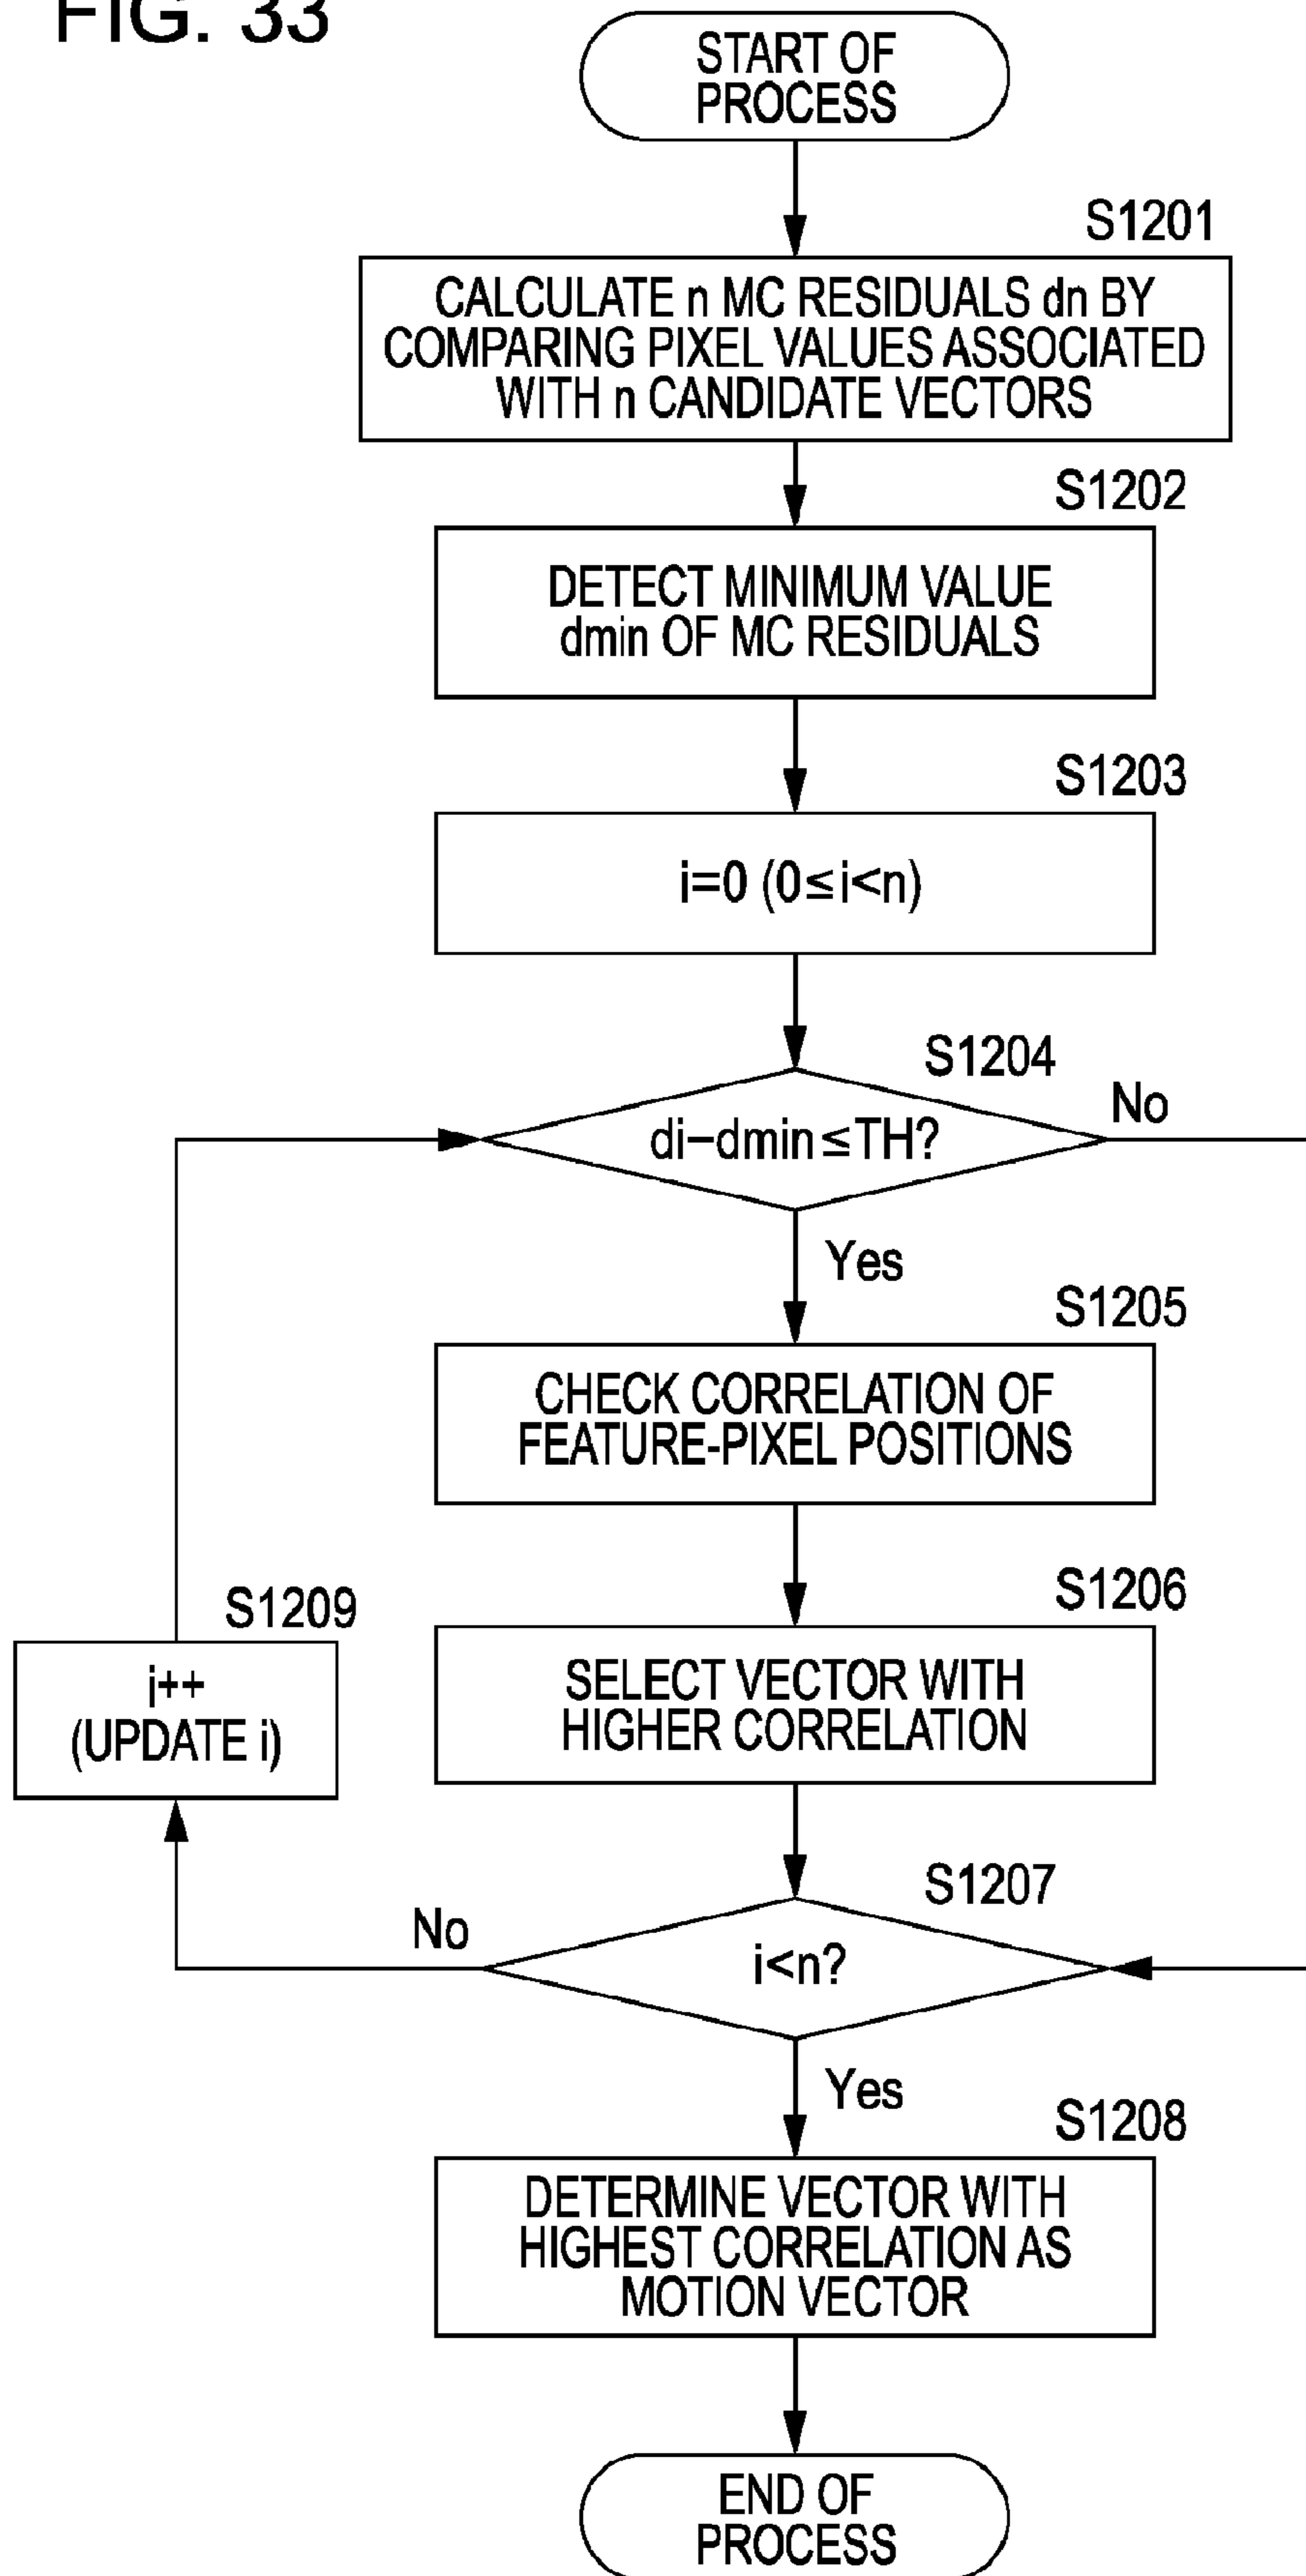 FIG. 33
START OF
PROCESS
S1201
CALCULATE n MC RESIDUALS dn BY
COMPARING PIXEL VALUES ASSOCIATED
WITH n CANDIDATE VECTORS
S1202
DETECT MINIMUM VALUE
dmin OF MC RESIDUALS
S1203
i=0 (0≤i<n)
S1204
di−dmin≤TH?
No
Yes
S1205
CHECK CORRELATION OF
FEATURE-PIXEL POSITIONS
S1206
SELECT VECTOR WITH
HIGHER CORRELATION
S1209
i++
(UPDATE i)
S1207
i<n?
No
Yes
S1208
DETERMINE VECTOR WITH
HIGHEST CORRELATION AS
MOTION VECTOR
END OF
PROCESS